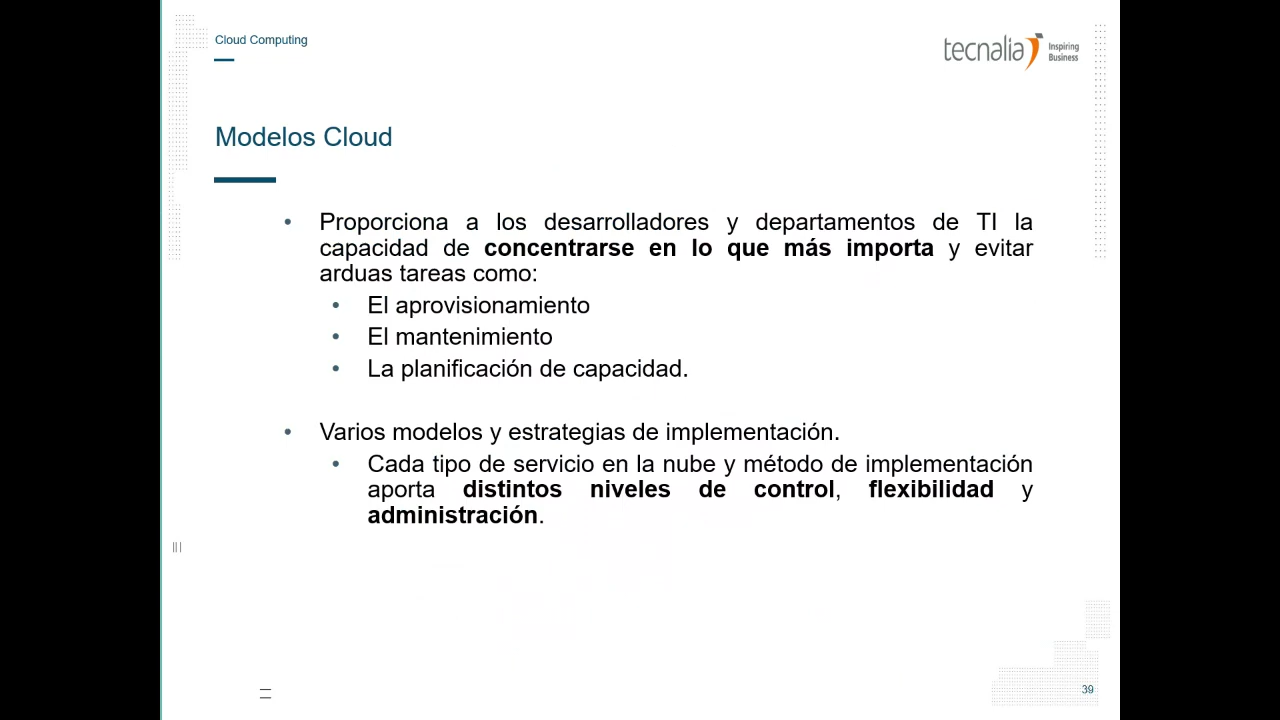 Cloud Computing
tecnalia Inspiring
Business
Modelos Cloud
• Proporciona a los desarrolladores y departamentos de TI la
capacidad de concentrarse en lo que más importa y evitar
arduas tareas como:
• El aprovisionamiento
• El mantenimiento
• La planificación de capacidad.
• Varios modelos y estrategias de implementación.
• Cada tipo de servicio en la nube y método de implementación
aporta distintos niveles de control, flexibilidad y
administración.
39